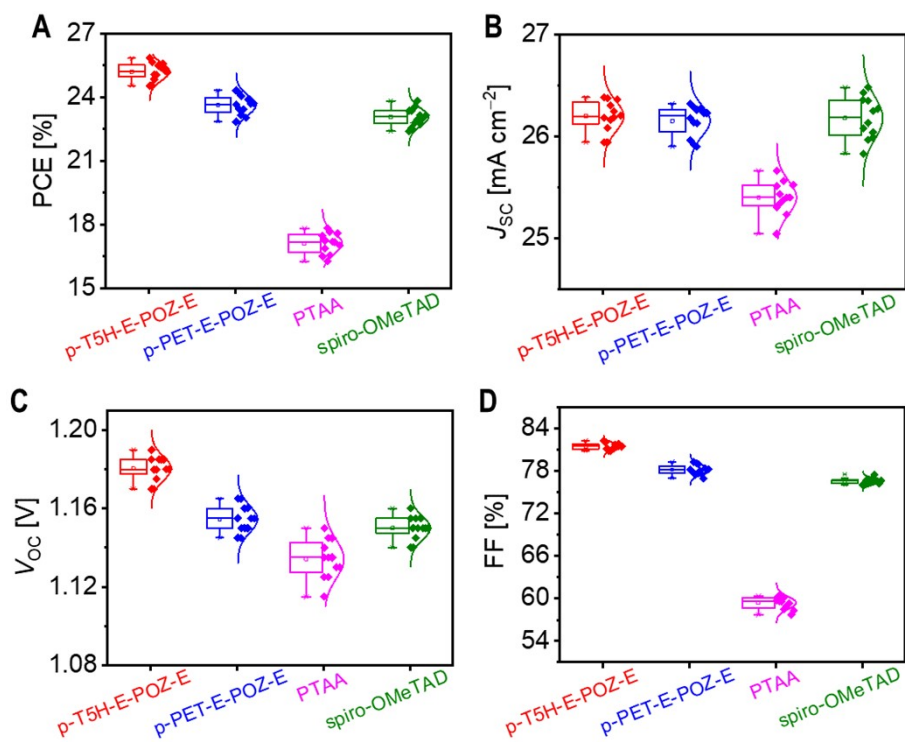 A
PCE [%]
27
24
21
18
15
p-T5H-E-POZ-E
p-PET-E-POZ-E
PTAA
spiro-OMeTAD
B
J_SC [mA cm⁻²]
27
26
25
p-T5H-E-POZ-E
p-PET-E-POZ-E
PTAA
spiro-OMeTAD
C
V_OC [V]
1.20
1.16
1.12
1.08
p-T5H-E-POZ-E
p-PET-E-POZ-E
PTAA
spiro-OMeTAD
D
FF [%]
84
78
72
66
60
54
p-T5H-E-POZ-E
p-PET-E-POZ-E
PTAA
spiro-OMeTAD